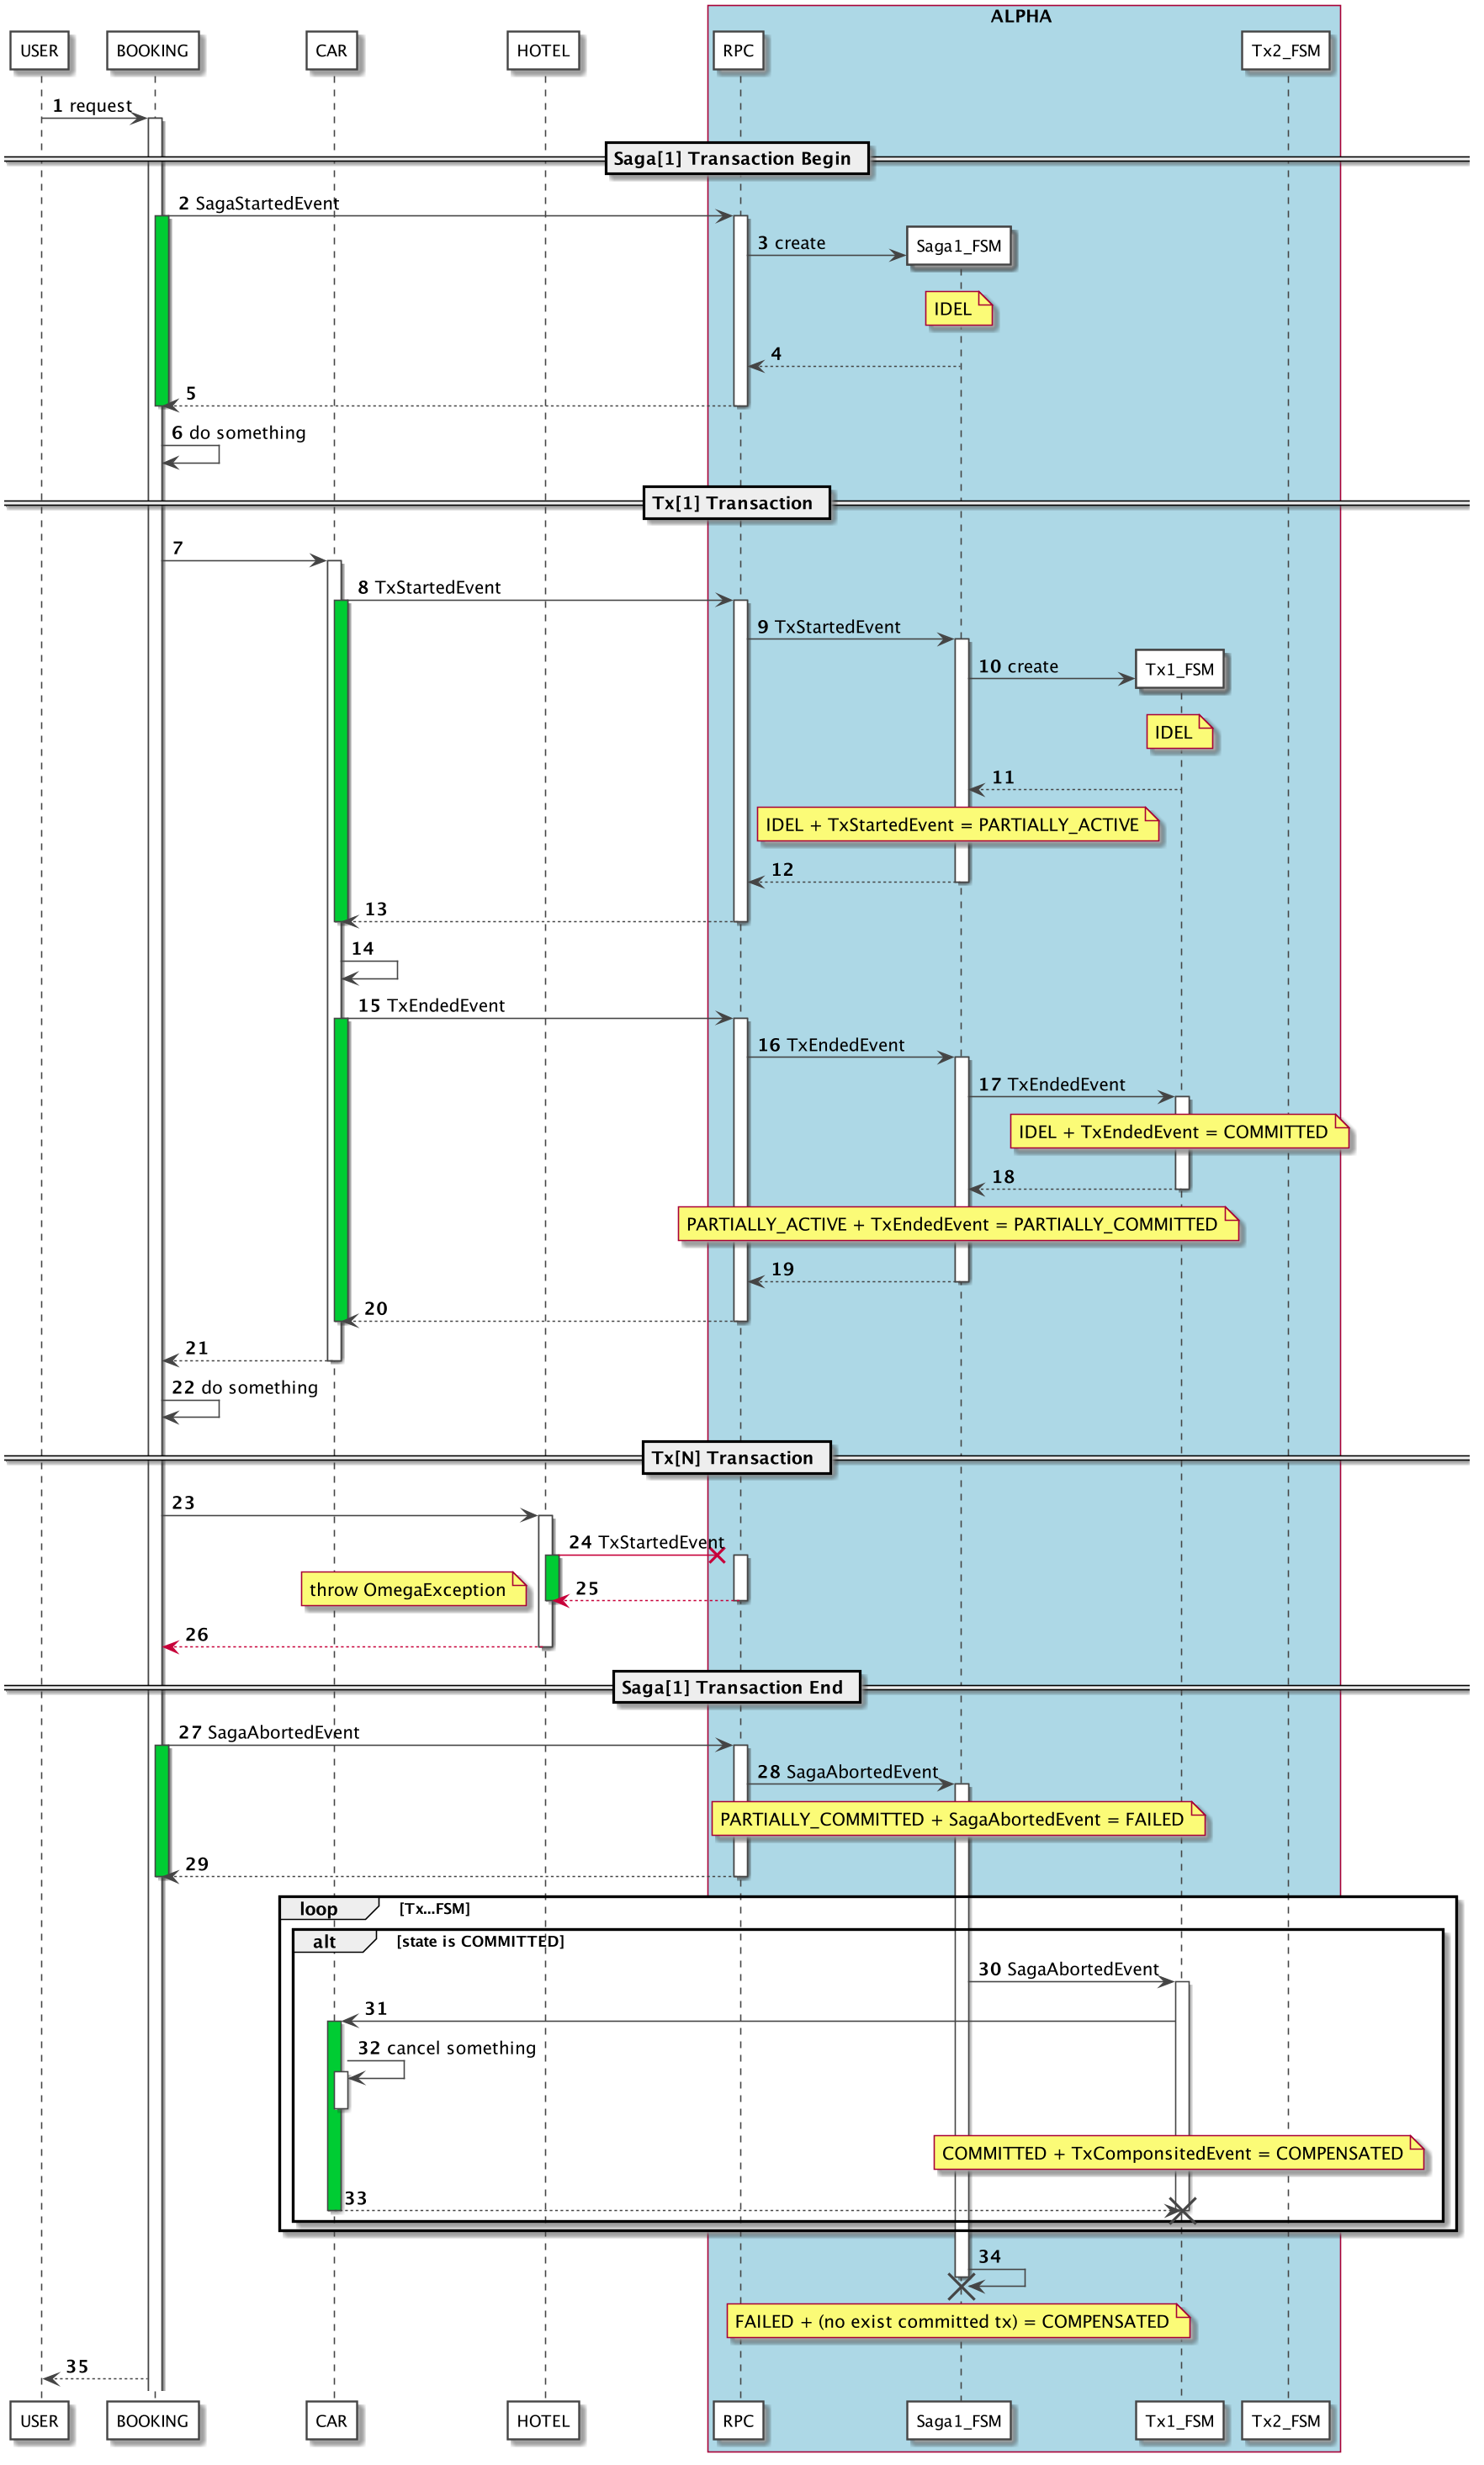 ALPHA
USER BOOKING CAR HOTEL RPC Tx2_FSM
1 request
Saga[1] Transaction Begin
2 SagaStartedEvent
3 create Saga1_FSM
IDEL
4
5
6 do something
Tx[1] Transaction
7
8 TxStartedEvent
9 TxStartedEvent
10 create Tx1_FSM
IDEL
11
IDEL + TxStartedEvent = PARTIALLY_ACTIVE
12
13
14
15 TxEndedEvent
16 TxEndedEvent
17 TxEndedEvent
IDEL + TxEndedEvent = COMMITTED
18
PARTIALLY_ACTIVE + TxEndedEvent = PARTIALLY_COMMITTED
19
20
21
22 do something
Tx[N] Transaction
23
24 TxStartedEvent
throw OmegaException 25
26
Saga[1] Transaction End
27 SagaAbortedEvent
28 SagaAbortedEvent
PARTIALLY_COMMITTED + SagaAbortedEvent = FAILED
29
loop [Tx...FSM]
alt [state is COMMITTED]
30 SagaAbortedEvent
31
32 cancel something
COMMITTED + TxComponsitedEvent = COMPENSATED
33
34
FAILED + (no exist committed tx) = COMPENSATED
35
USER BOOKING CAR HOTEL RPC Saga1_FSM Tx1_FSM Tx2_FSM